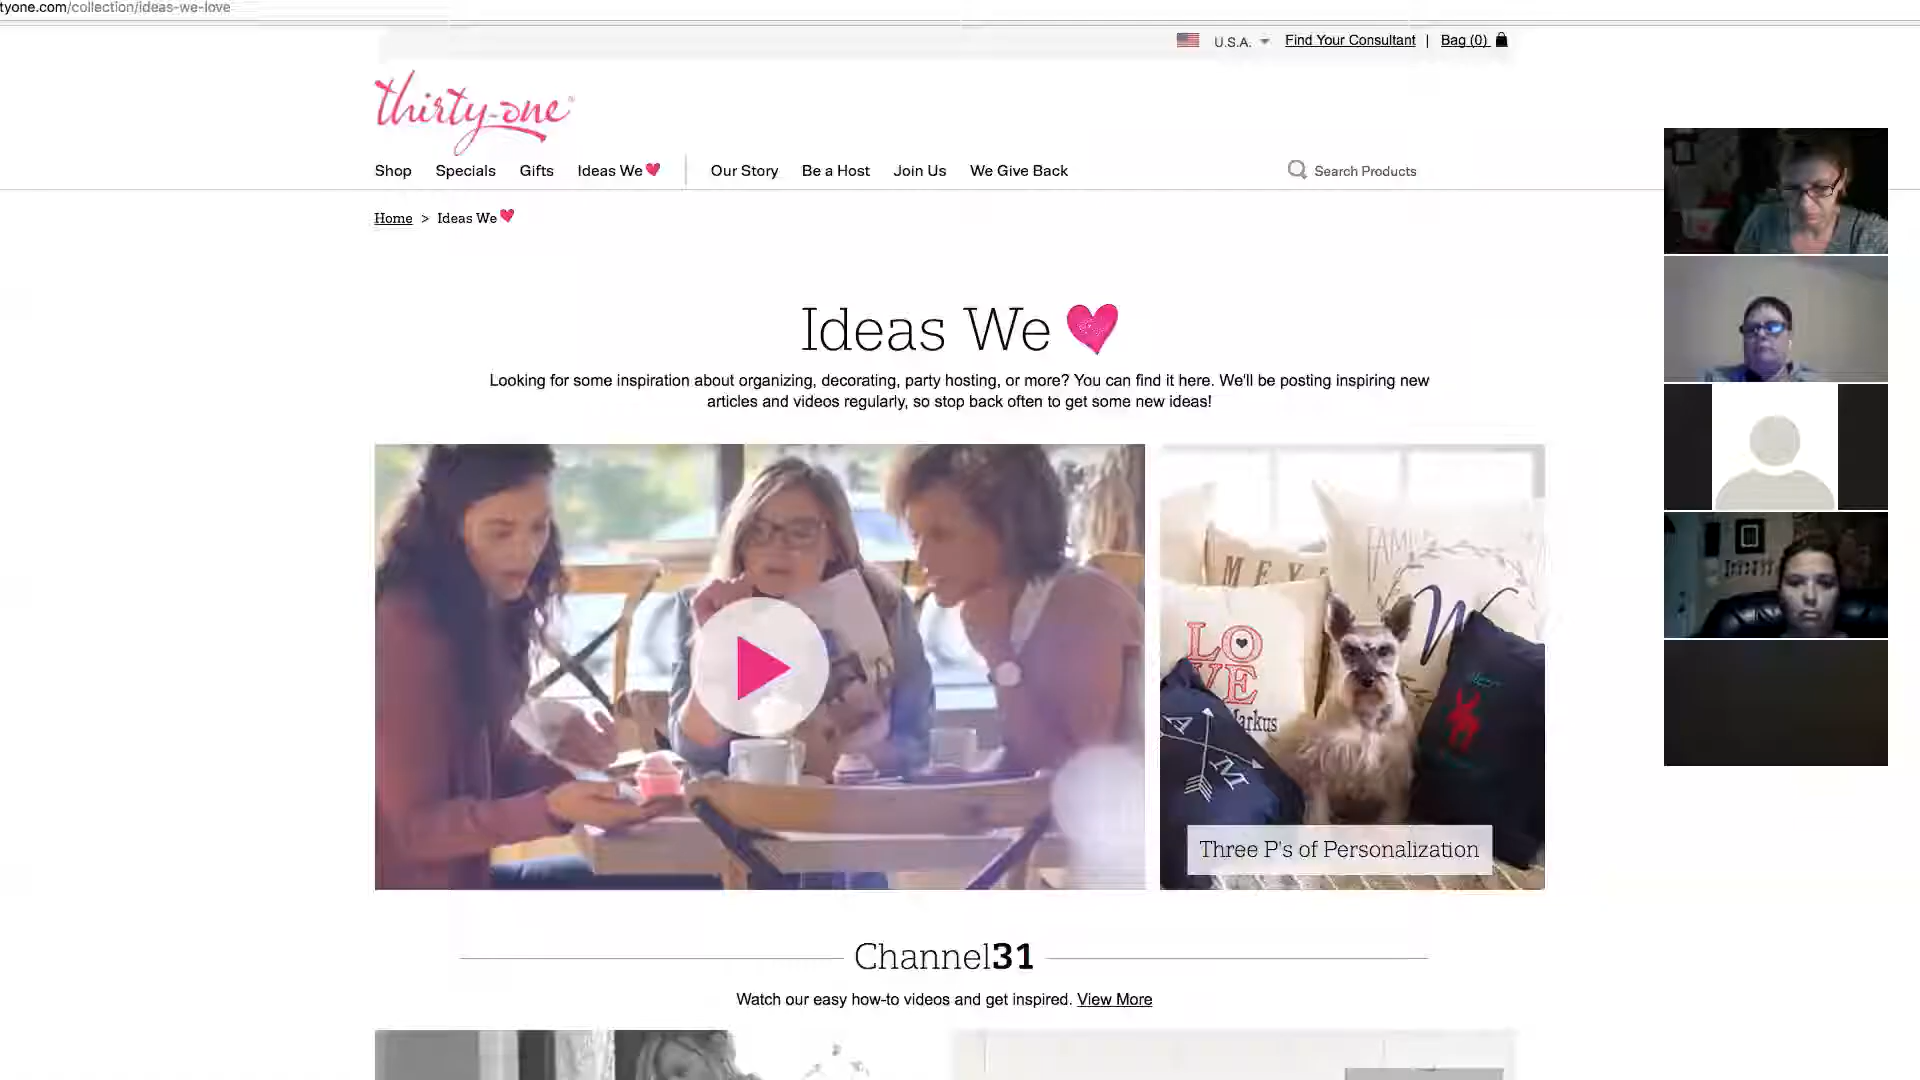 tyone.com/collection/ideas-we-love
U.S.A.
Find Your Consultant | Bag (0)
thirty-one
Shop Specials Gifts Ideas We Our Story Be a Host Join Us We Give Back
Search Products
Home > Ideas We
Ideas We
Looking for some inspiration about organizing, decorating, party hosting, or more? You can find it here. We'll be posting inspiring new
articles and videos regularly, so stop back often to get some new ideas!
MEY
W
LO
VE
Markus
A
M
Three P's of Personalization
Channel31
Watch our easy how-to videos and get inspired. View More